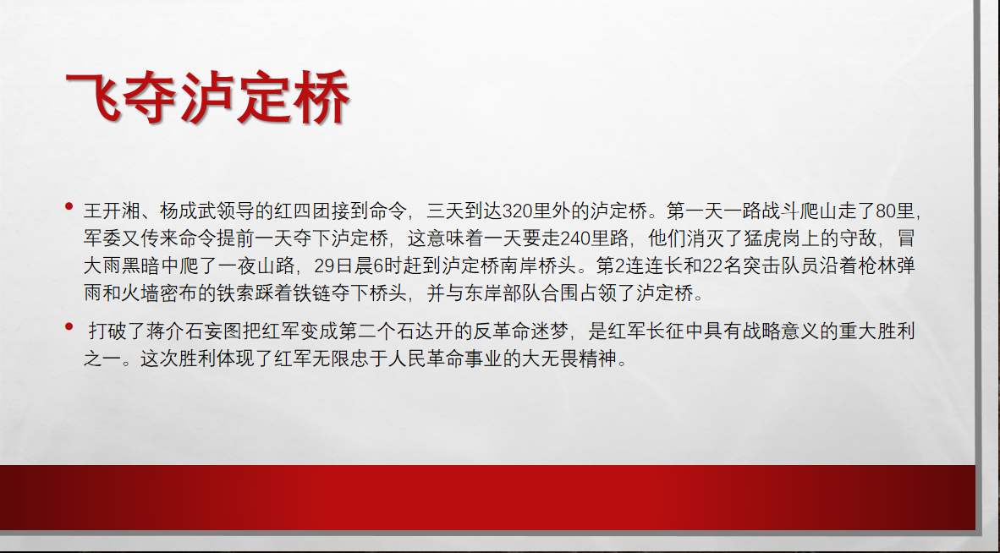 飞夺泸定桥
• 王开湘、杨成武领导的红四团接到命令，三天到达320里外的泸定桥。第一天一路战斗爬山走了80里，
军委又传来命令提前一天夺下泸定桥，这意味着一天要走240里路，他们消灭了猛虎岗上的守敌，冒
大雨黑暗中爬了一夜山路，29日晨6时赶到泸定桥南岸桥头。第2连连长和22名突击队员沿着枪林弹
雨和火墙密布的铁索踩着铁链夺下桥头，并与东岸部队合围占领了泸定桥。
• 打破了蒋介石妄图把红军变成第二个石达开的反革命迷梦，是红军长征中具有战略意义的重大胜利
之一。这次胜利体现了红军无限忠于人民革命事业的大无畏精神。